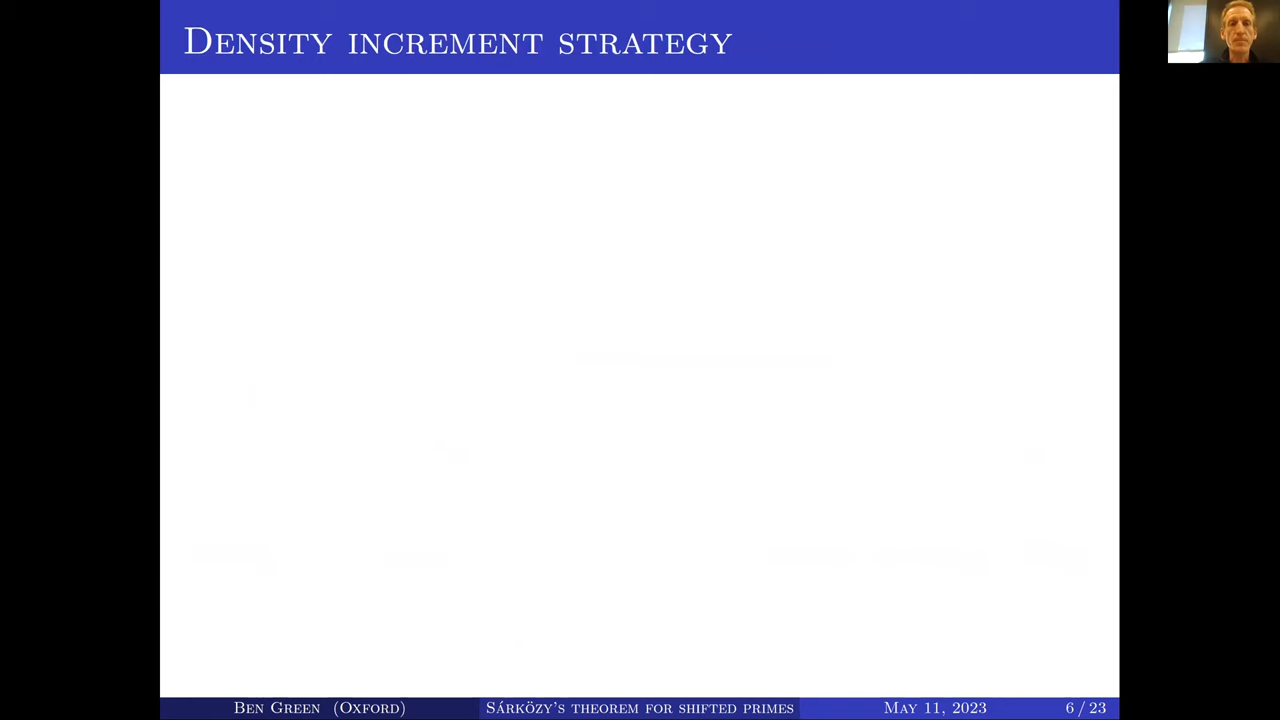 Density increment strategy
Ben Green (Oxford) Sárközy's theorem for shifted primes May 11, 2023 6 / 23